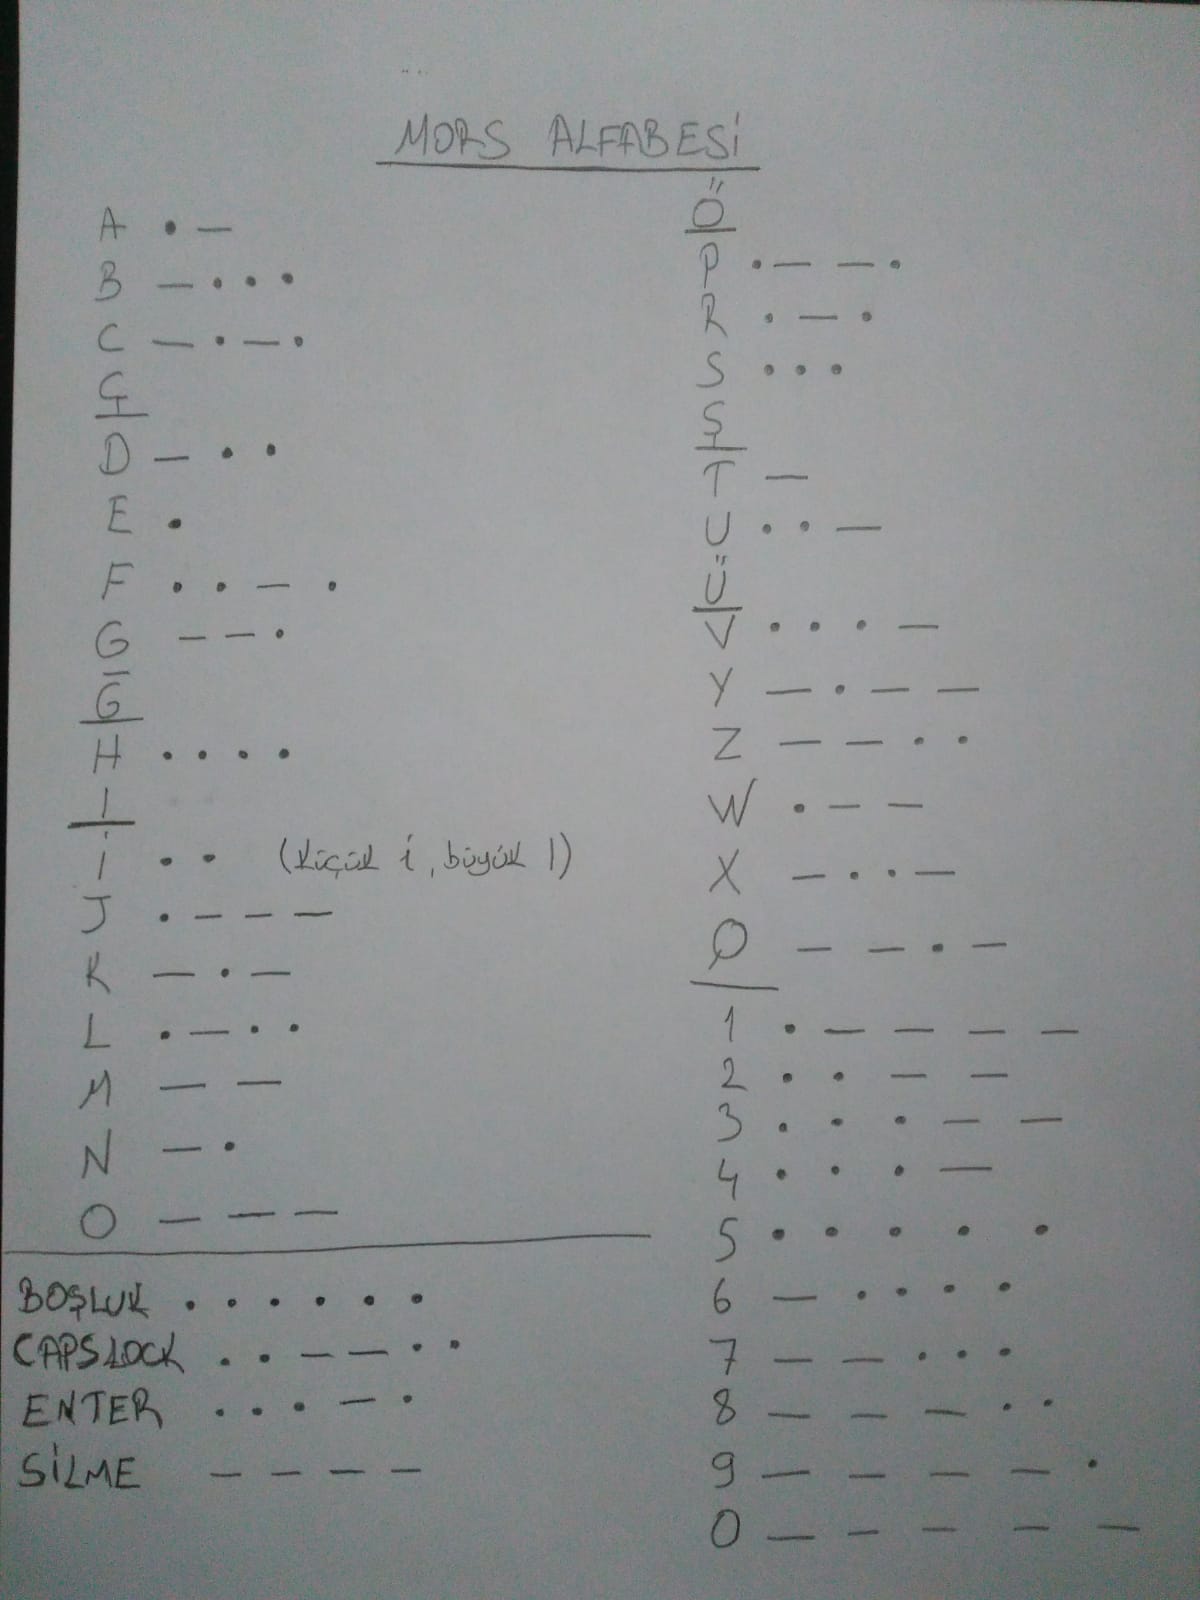 MORS ALFABESİ
A • —
B — • • •
C — • — •
Ç
D — • •
E •
F • • — •
G — — •
Ğ
H • • • •
I
İ • • (küçük i, büyük I)
J • — — —
K — • —
L • — • •
M — —
N — •
O — — —
BOŞLUK • • • • • •
CAPSLOCK • • — — • •
ENTER • • • — •
SİLME — — — —
Ö
P • — — •
R • — •
S • • •
Ş
T —
U • • —
Ü
V • • • —
Y — • — —
Z — — • •
W • — —
X — • • —
Q — — • —
1 • — — — —
2 • • — —
3 • • • — —
4 • • • —
5 • • • • •
6 — • • • •
7 — — • • •
8 — — — • •
9 — — — — •
0 — — — — —